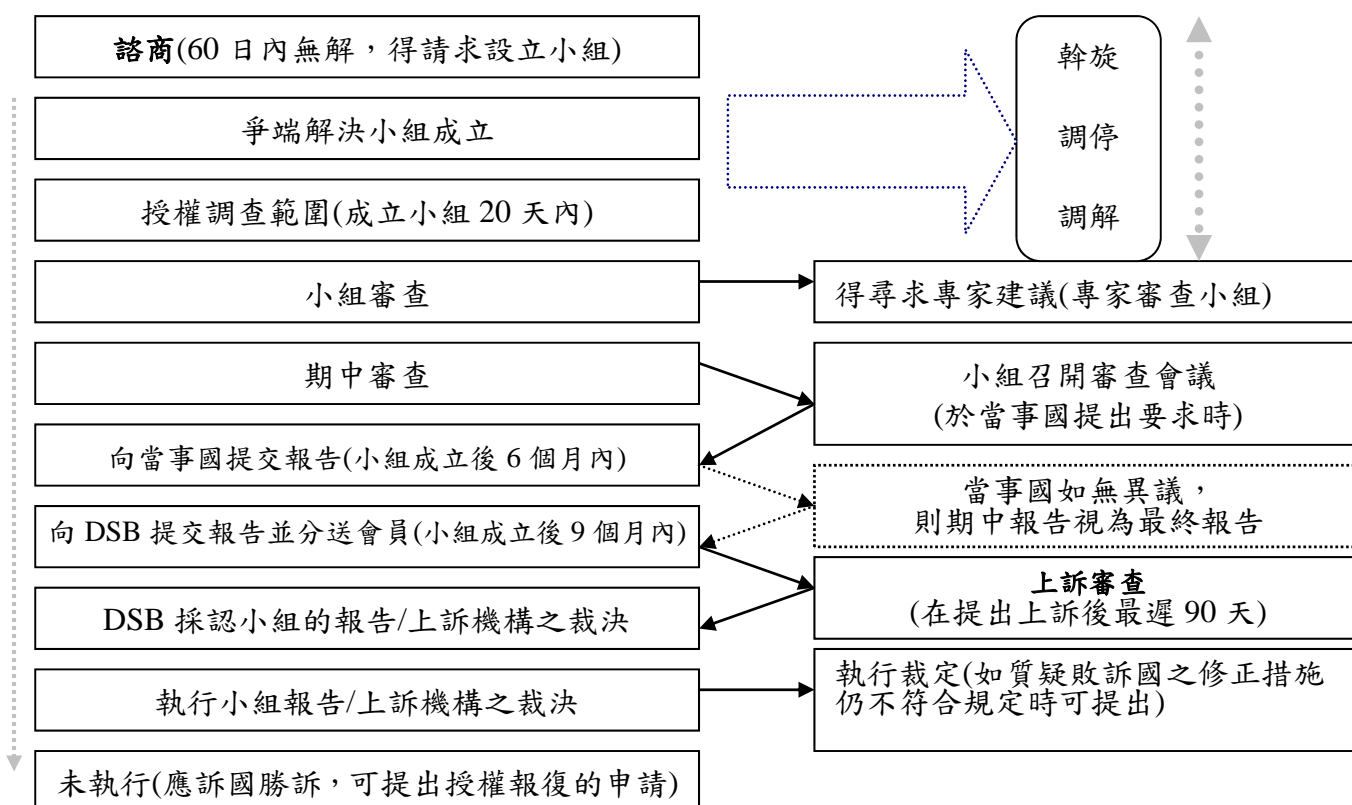 諮商(60 日內無解，得請求設立小組)
爭端解決小組成立
授權調查範圍(成立小組 20 天內)
小組審查
期中審查
向當事國提交報告(小組成立後 6 個月內)
向 DSB 提交報告並分送會員(小組成立後 9 個月內)
DSB 採認小組的報告/上訴機構之裁決
執行小組報告/上訴機構之裁決
未執行(應訴國勝訴，可提出授權報復的申請)
斡旋
調停
調解
得尋求專家建議(專家審查小組)
小組召開審查會議
(於當事國提出要求時)
當事國如無異議，
則期中報告視為最終報告
上訴審查
(在提出上訴後最遲 90 天)
執行裁定(如質疑敗訴國之修正措施
仍不符合規定時可提出)